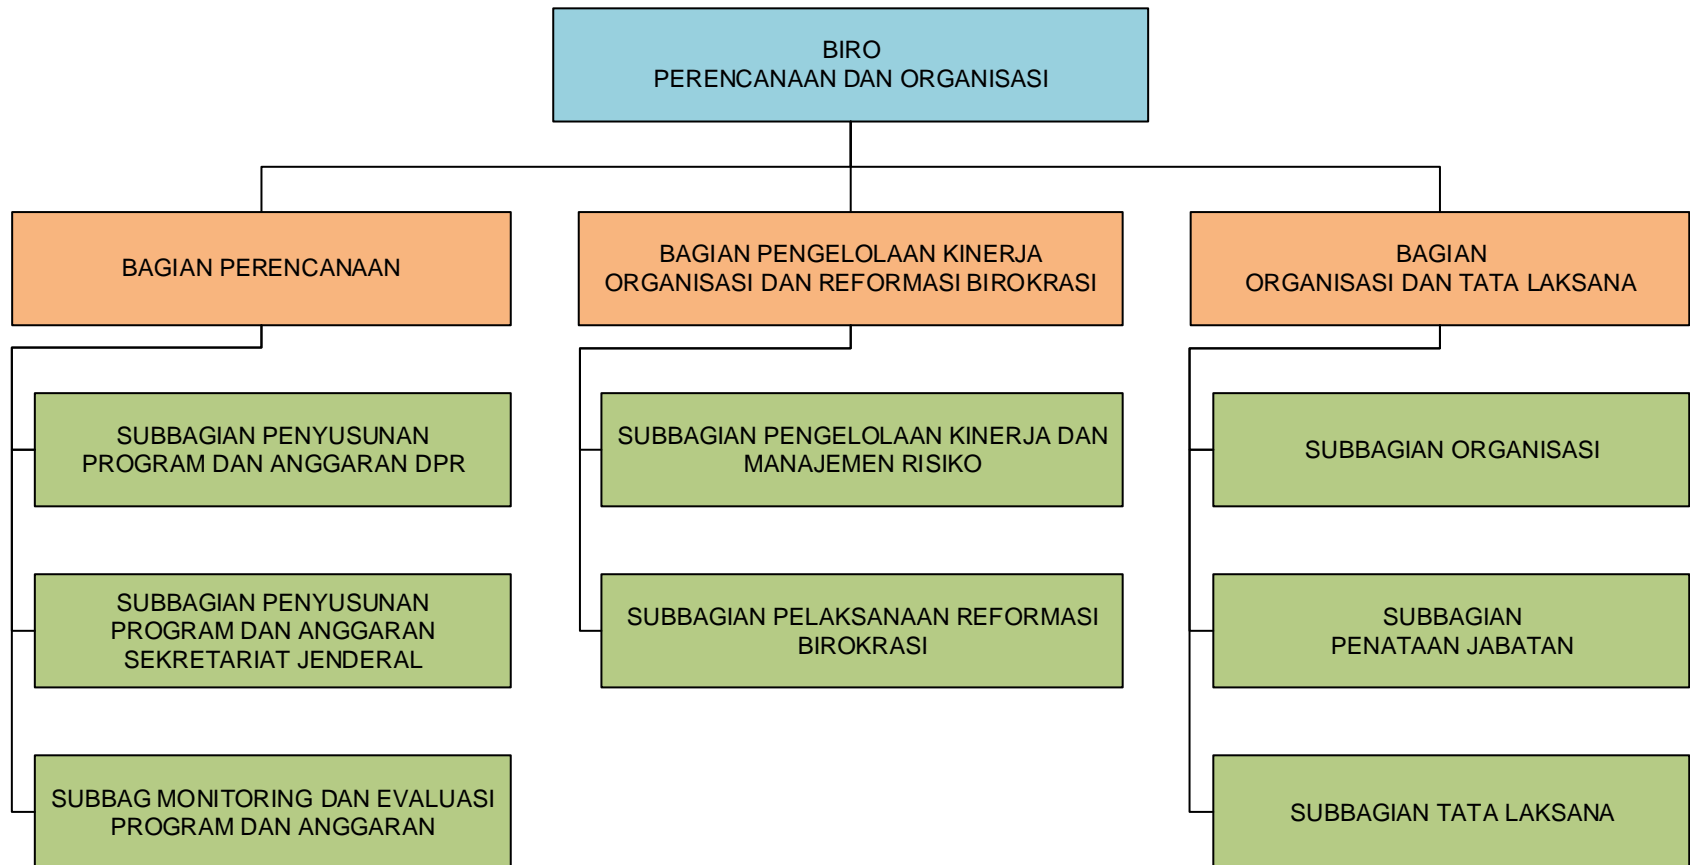 BIRO
PERENCANAAN DAN ORGANISASI
BAGIAN PERENCANAAN
BAGIAN PENGELOLAAN KINERJA
ORGANISASI DAN REFORMASI BIROKRASI
BAGIAN
ORGANISASI DAN TATA LAKSANA
SUBBAGIAN PENYUSUNAN
PROGRAM DAN ANGGARAN DPR
SUBBAGIAN PENGELOLAAN KINERJA DAN
MANAJEMEN RISIKO
SUBBAGIAN ORGANISASI
SUBBAGIAN PENYUSUNAN
PROGRAM DAN ANGGARAN
SEKRETARIAT JENDERAL
SUBBAGIAN PELAKSANAAN REFORMASI
BIROKRASI
SUBBAGIAN
PENATAAN JABATAN
SUBBAG MONITORING DAN EVALUASI
PROGRAM DAN ANGGARAN
SUBBAGIAN TATA LAKSANA